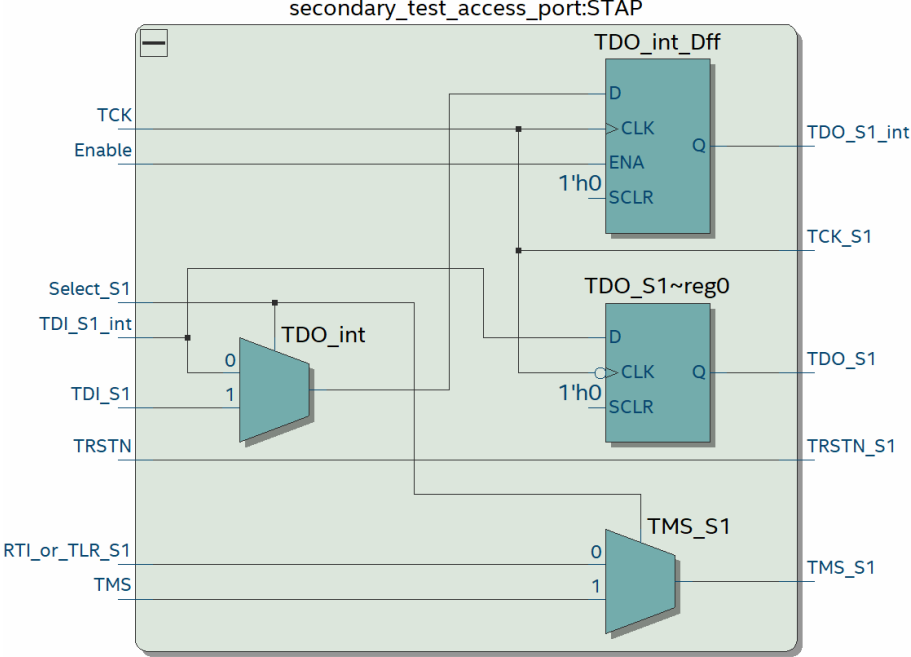 secondary_test_access_port:STAP
TDO_int_Dff
D
TCK
CLK
TDO_S1_int
Q
Enable
ENA
1'h0
SCLR
TCK_S1
Select_S1
TDO_S1~reg0
TDI_S1_int
TDO_int
D
0
CLK
Q
TDO_S1
TDI_S1
1
1'h0
SCLR
TRSTN
TRSTN_S1
TMS_S1
RTI_or_TLR_S1
0
TMS_S1
TMS
1